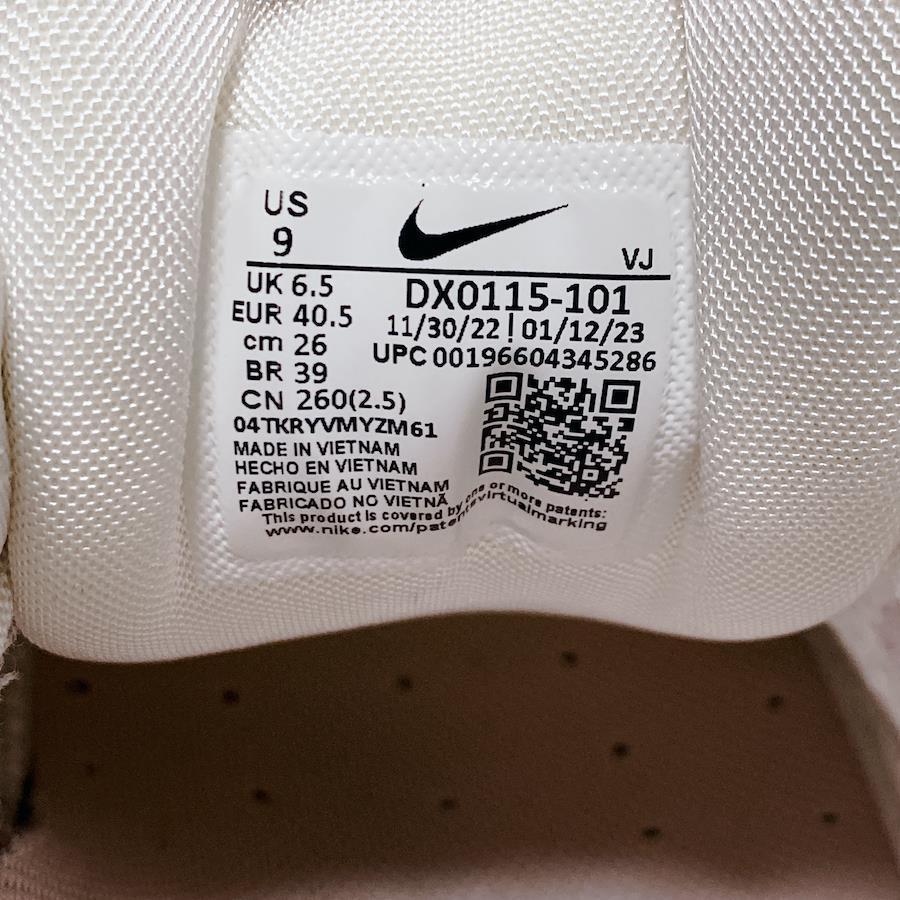 US
9
VJ
UK 6.5
EUR 40.5
cm 26
BR 39
CN 260(2.5)
DX0115-101
11/30/22 | 01/12/23
UPC 00196604345286
04TKRYVMYZM61
MADE IN VIETNAM
HECHO EN VIETNAM
FABRIQUE AU VIETNAM
FABRICADO NO VIETNÃ
This product is covered by one or more patents:
www.nike.com/patentsvirtualmarking